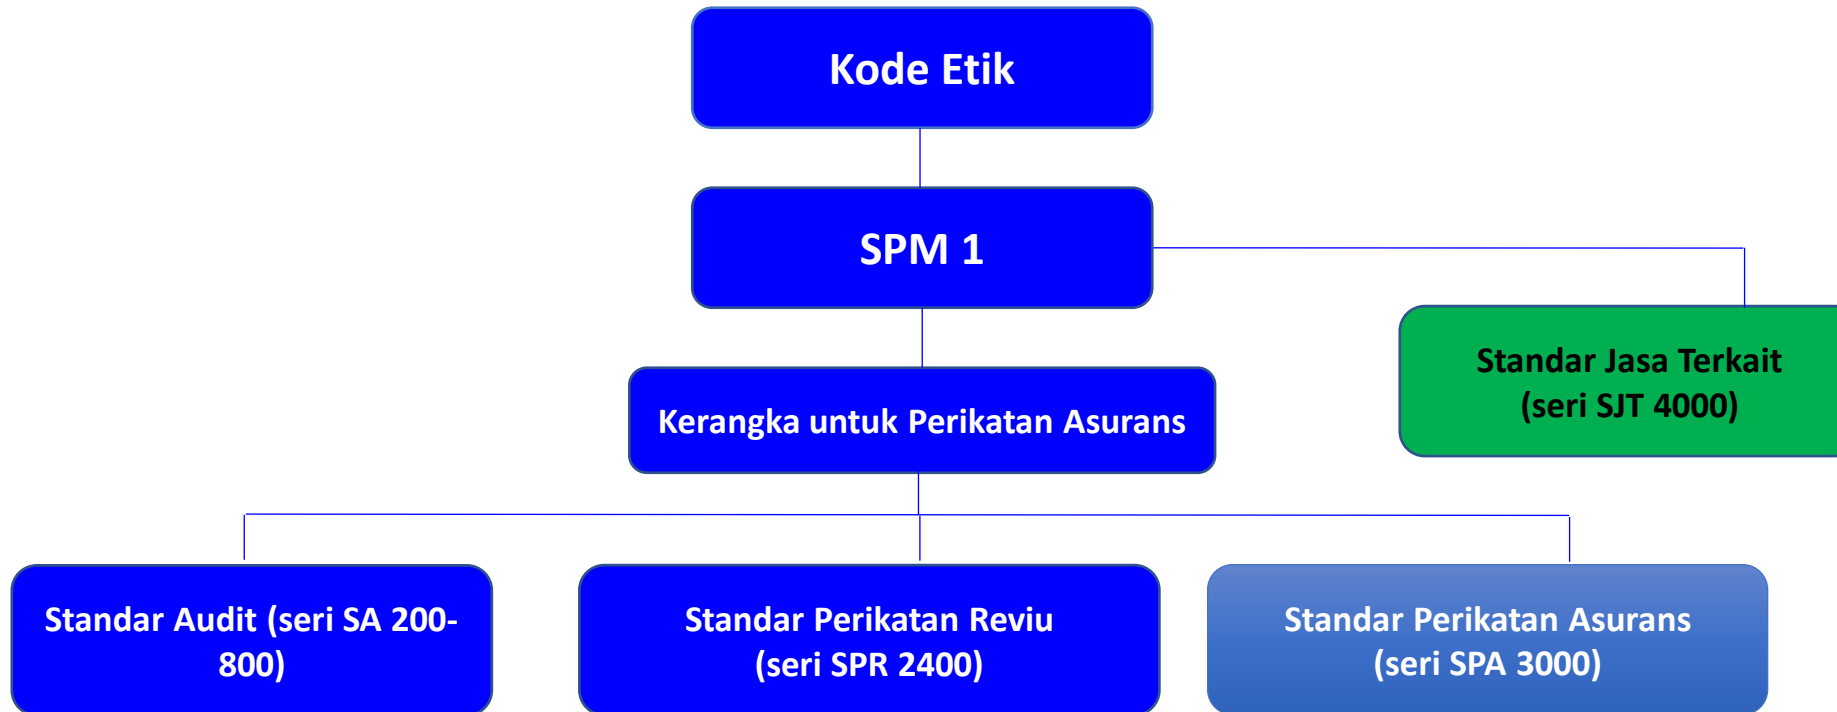 Kode Etik
SPM 1
Standar Jasa Terkait
(seri SJT 4000)
Kerangka untuk Perikatan Asurans
Standar Audit (seri SA 200-
800)
Standar Perikatan Reviu
(seri SPR 2400)
Standar Perikatan Asurans
(seri SPA 3000)